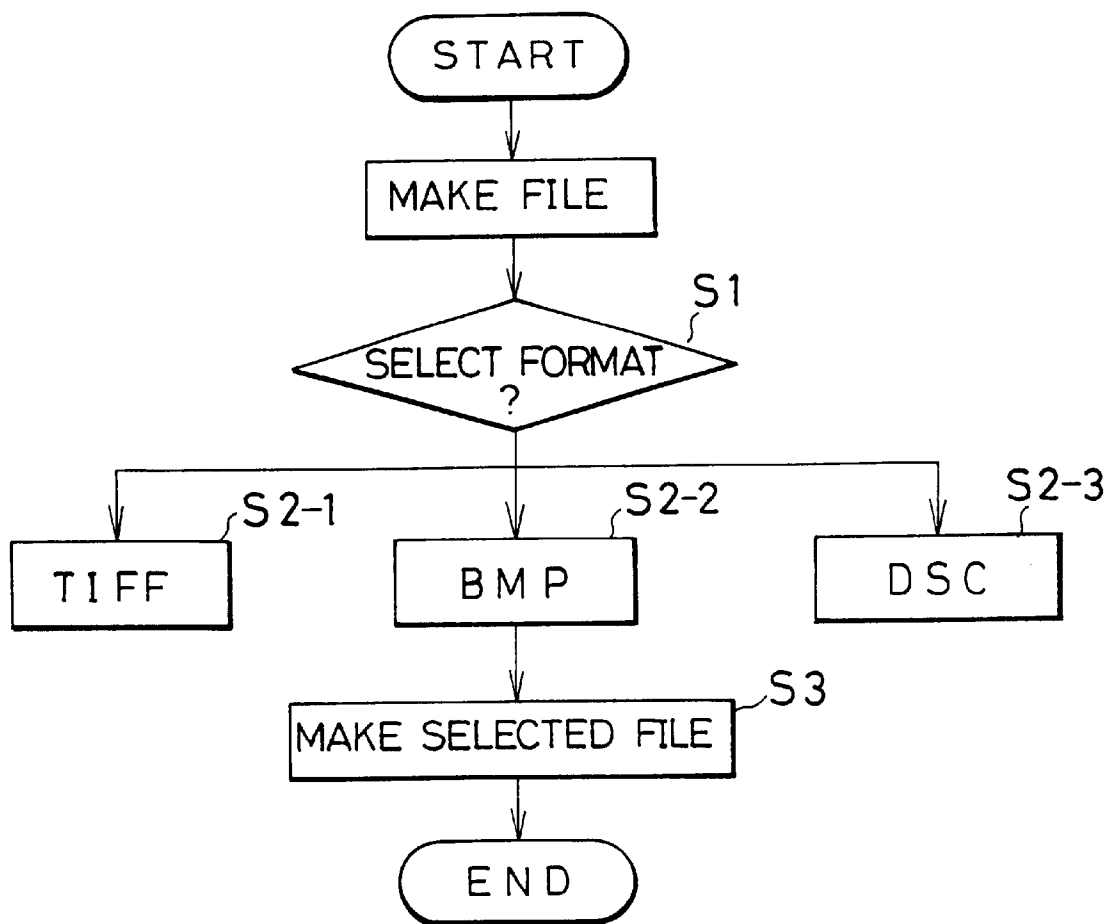 START
MAKE FILE
S1
SELECT FORMAT
?
S2-1
S2-2
S2-3
TIFF
BMP
DSC
S3
MAKE SELECTED FILE
END